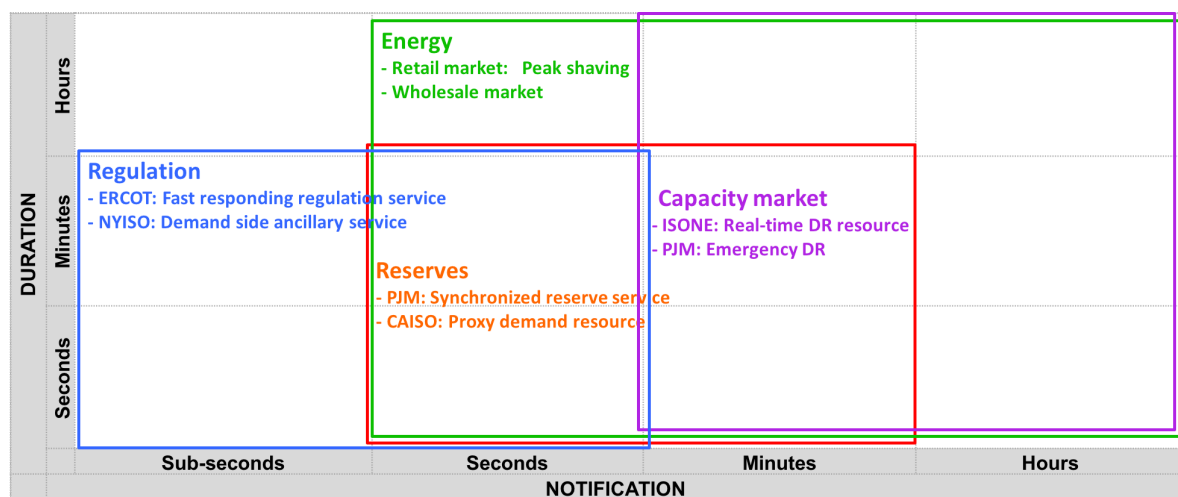 Energy
- Retail market: Peak shaving
- Wholesale market
Regulation
- ERCOT: Fast responding regulation service
- NYISO: Demand side ancillary service
Capacity market
- ISONE: Real-time DR resource
- PJM: Emergency DR
Reserves
- PJM: Synchronized reserve service
- CAISO: Proxy demand resource
DURATION
Hours
Minutes
Seconds
Sub-seconds
Seconds
Minutes
Hours
NOTIFICATION